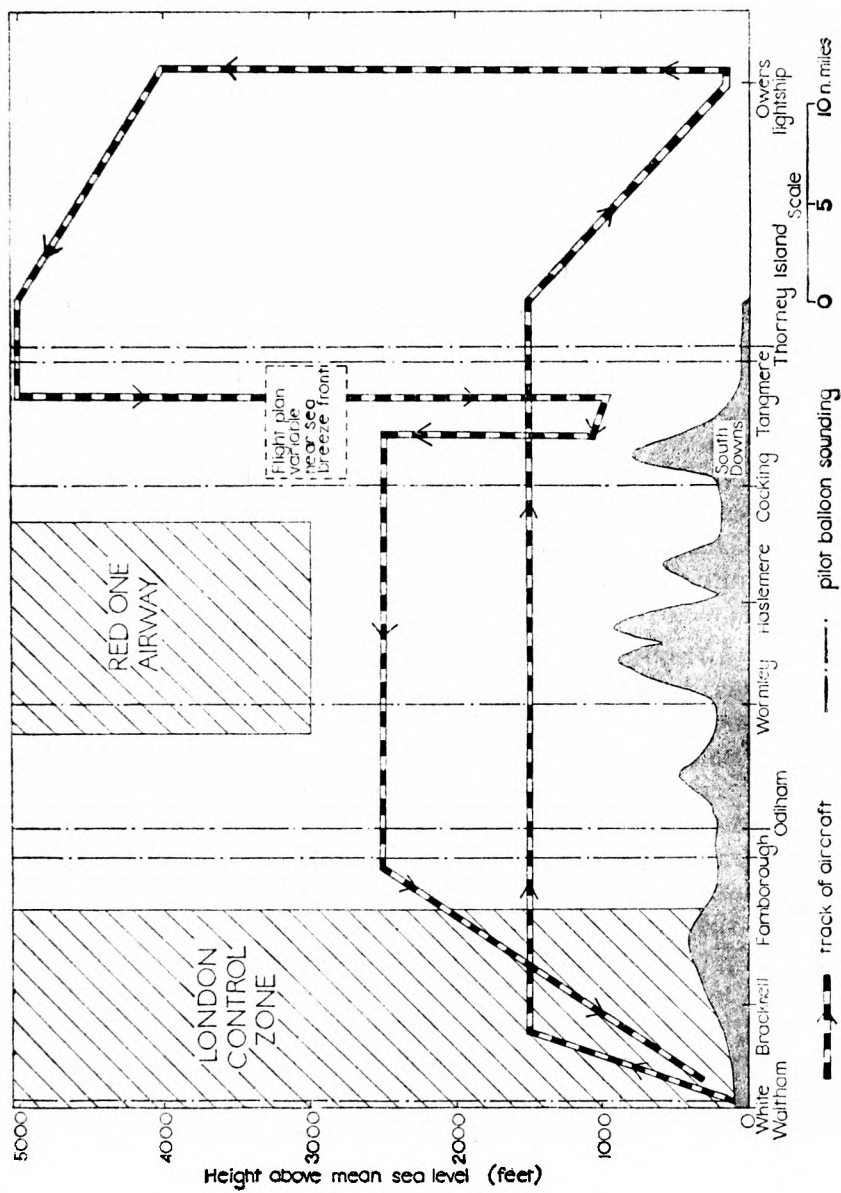 Height above mean sea level (feet)
5000
4000
3000
2000
1000
0
LONDON
CONTROL
ZONE
RED ONE
AIRWAY
Flight plan
variable
near sea
breeze front
South
Downs
White
Waltham
Bracknell
Farnborough
Odiham
Wormley
Haslemere
Cocking
Tangmere
Thorney Island
Owers
lightship
Scale
0
5
10 n. miles
track of aircraft
pilot balloon sounding